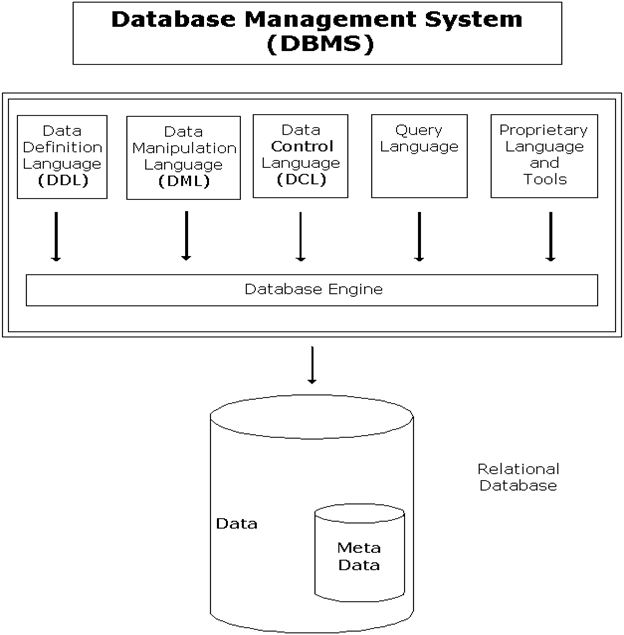 Database Management System
(DBMS)
Data
Definition
Language
(DDL)
Data
Manipulation
Language
(DML)
Data
Control
Language
(DCL)
Query
Language
Proprietary
Language
and
Tools
Database Engine
Relational
Database
Data
Meta
Data